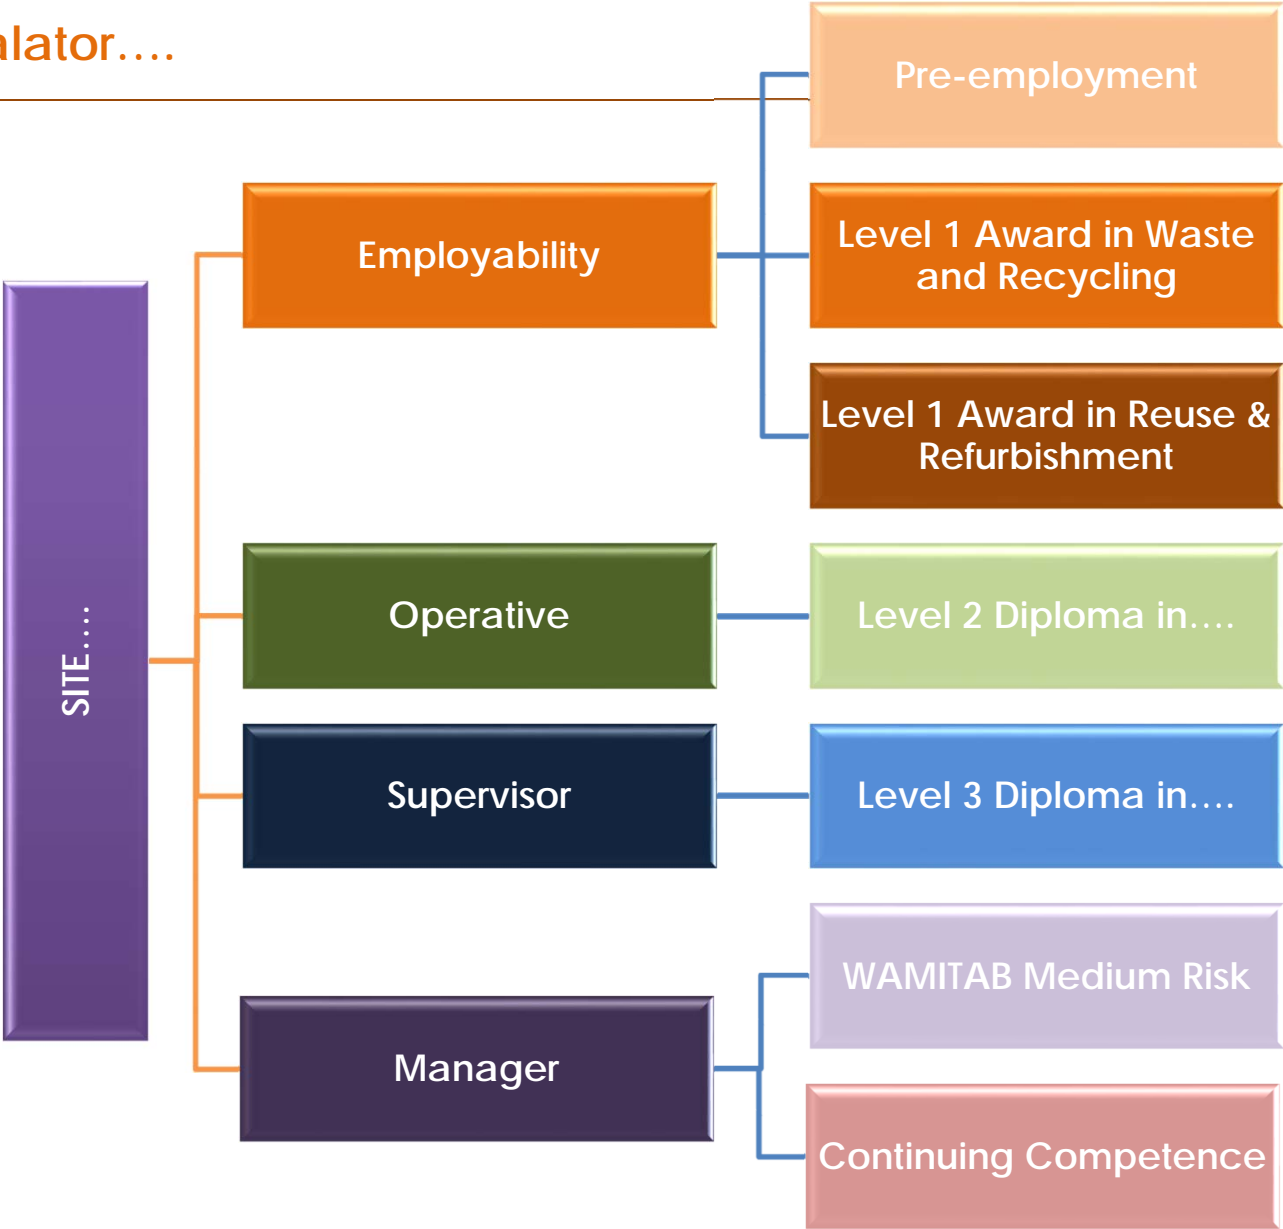 alator....
Pre-employment
Employability
Level 1 Award in Waste
and Recycling
Level 1 Award in Reuse &
Refurbishment
SITE....
Operative
Level 2 Diploma in....
Supervisor
Level 3 Diploma in....
Manager
WAMITAB Medium Risk
Continuing Competence